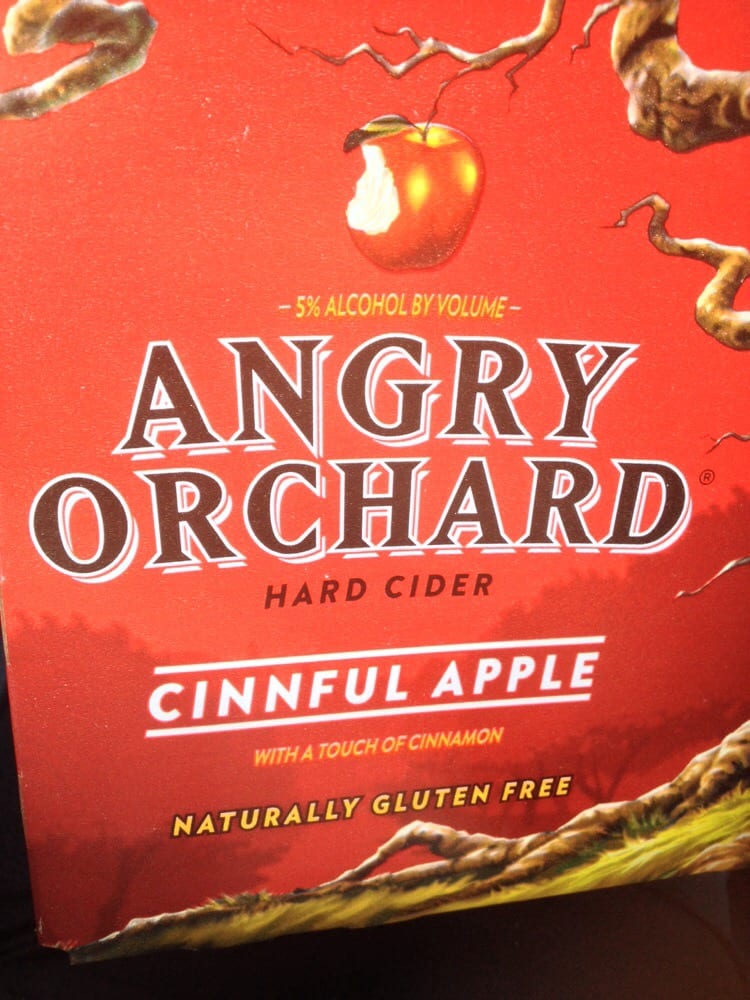 – 5% ALCOHOL BY VOLUME –
ANGRY
ORCHARD®
HARD CIDER
CINNFUL APPLE
WITH A TOUCH OF CINNAMON
NATURALLY GLUTEN FREE